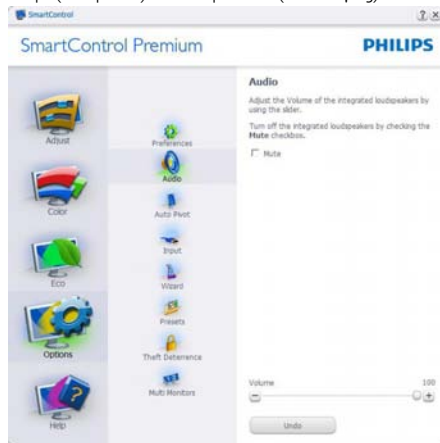 SmartControl
SmartControl Premium
PHILIPS
Adjust
Color
Eco
Options
Help
Preferences
Audio
Auto Pivot
Input
Wizard
Presets
Theft Deterrence
Multi Monitors
Audio
Adjust the Volume of the integrated loudspeakers by
using the slider.
Turn off the integrated loudspeakers by checking the
Mute checkbox.
Mute
Volume 100
Undo